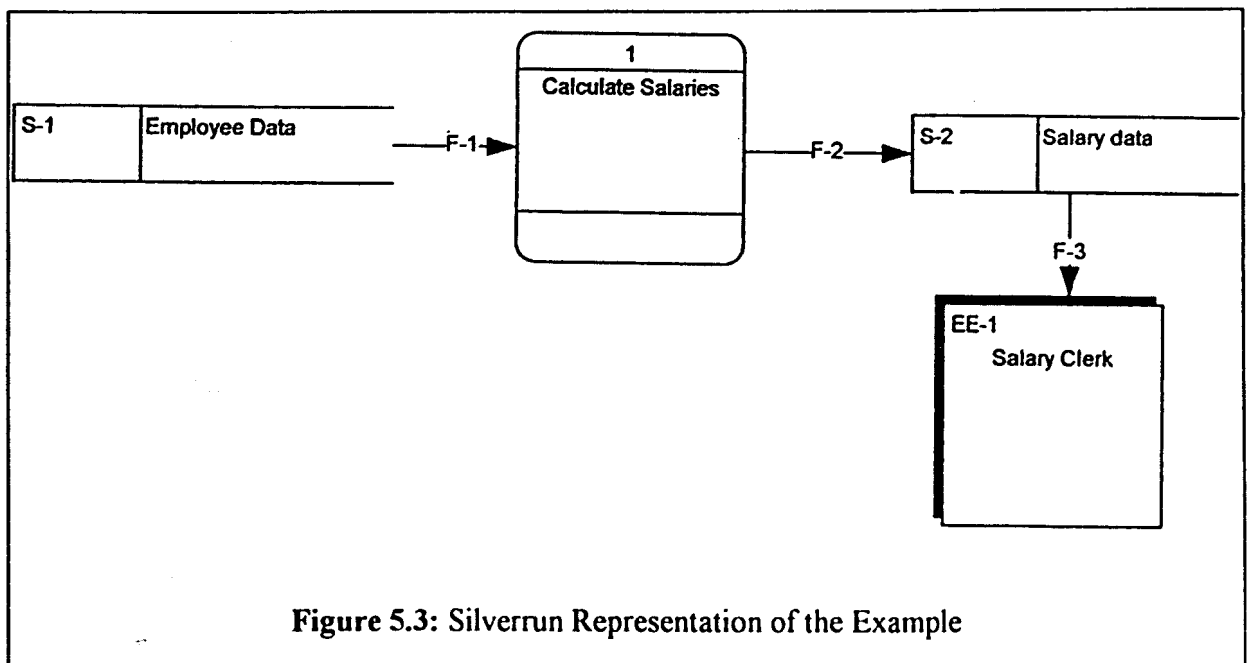 1
Calculate Salaries
S-1
Employee Data
F-1
F-2
S-2
Salary data
F-3
EE-1
Salary Clerk
Figure 5.3: Silverrun Representation of the Example